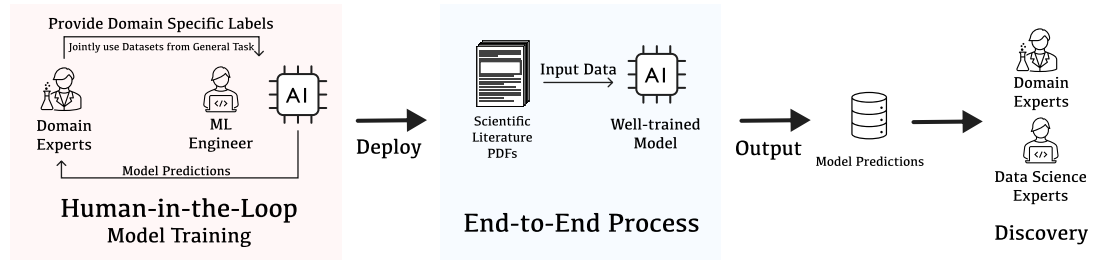 Provide Domain Specific Labels
Jointly use Datasets from General Task
Domain
Experts
</>
ML
Engineer
AI
Model Predictions
Human-in-the-Loop
Model Training
Deploy
Scientific
Literature
PDFs
Input Data
AI
Well-trained
Model
End-to-End Process
Output
Model Predictions
Domain
Experts
</>
Data Science
Experts
Discovery